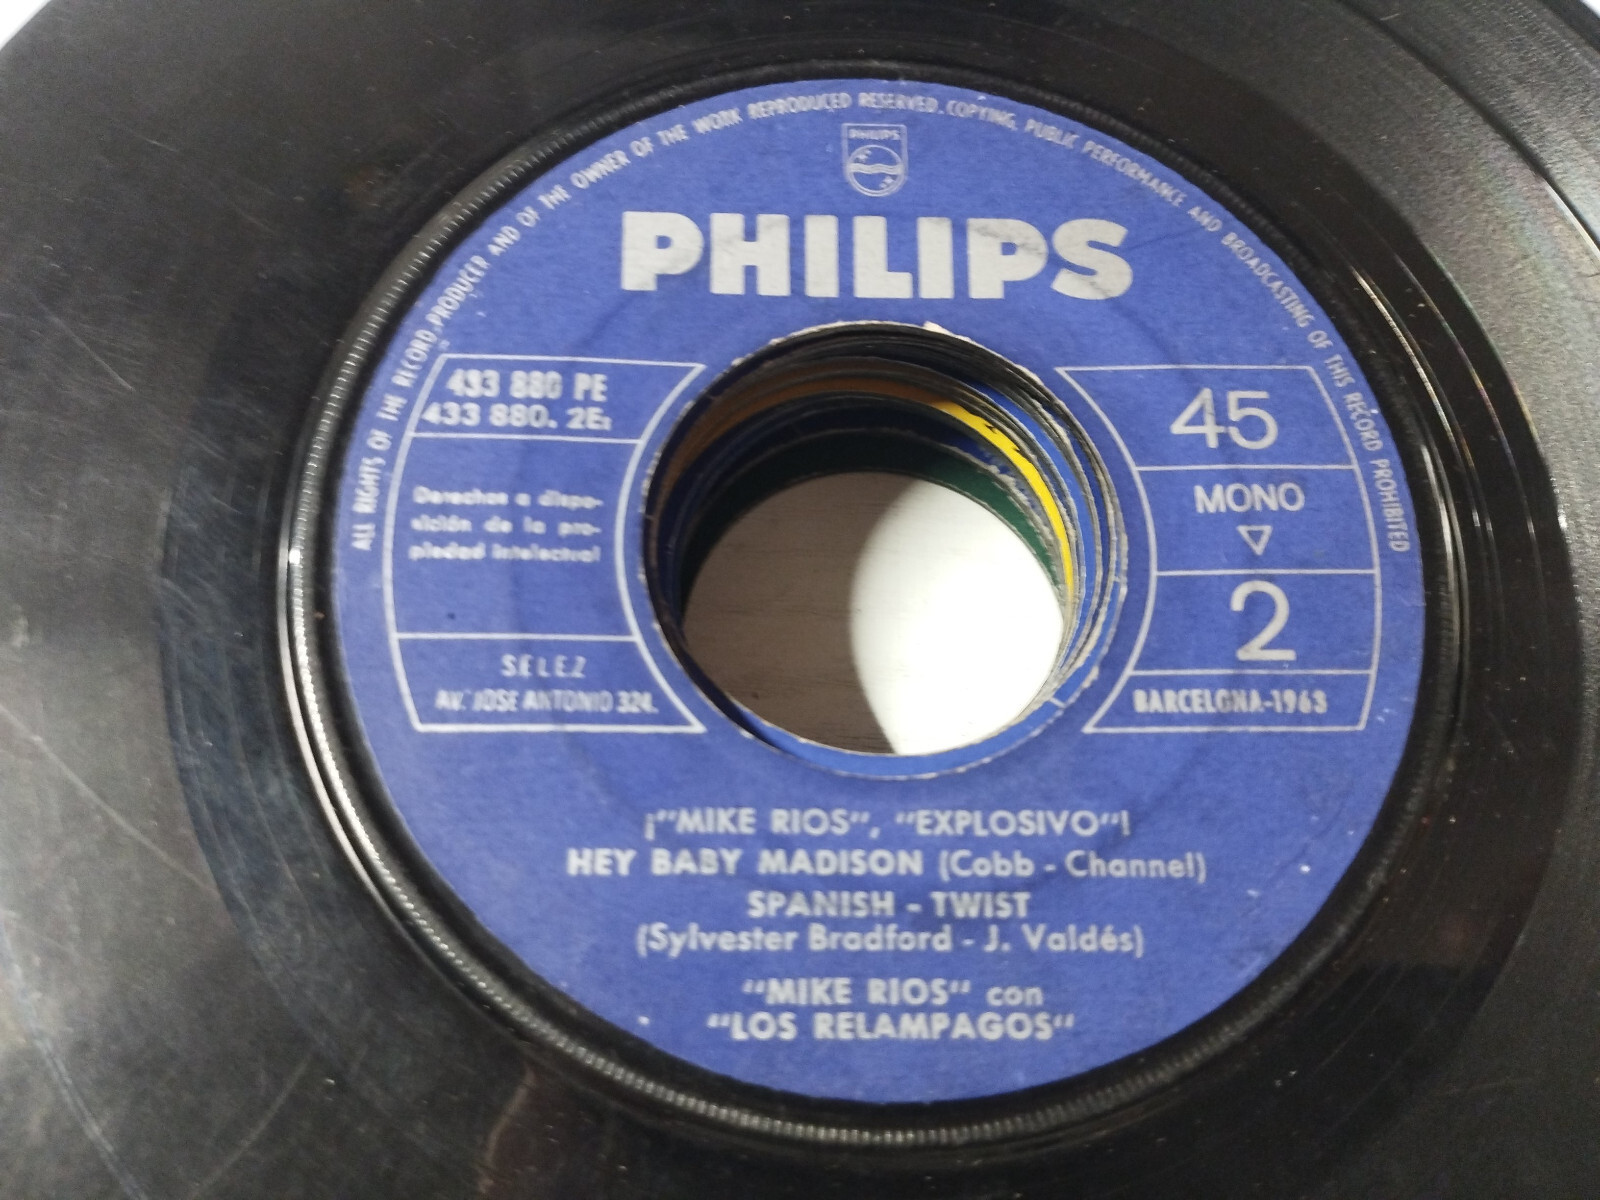 ALL RIGHTS OF THE RECORD PRODUCER AND OF THE OWNER OF THE WORK REPRODUCED RESERVED. COPYING, PUBLIC PERFORMANCE AND BROADCASTING OF THIS RECORD PROHIBITED
PHILIPS
PHILIPS
433 880 PE
433 880. 2E1
Derechos a dispo-
sición de la pro-
piedad intelectual
S.E.L.E.Z
AV. JOSE ANTONIO 324.
45
MONO
▽
2
BARCELONA-1963
¡"MIKE RIOS", "EXPLOSIVO"!
HEY BABY MADISON (Cobb - Channel)
SPANISH - TWIST
(Sylvester Bradford - J. Valdés)
"MIKE RIOS" con
"LOS RELAMPAGOS"